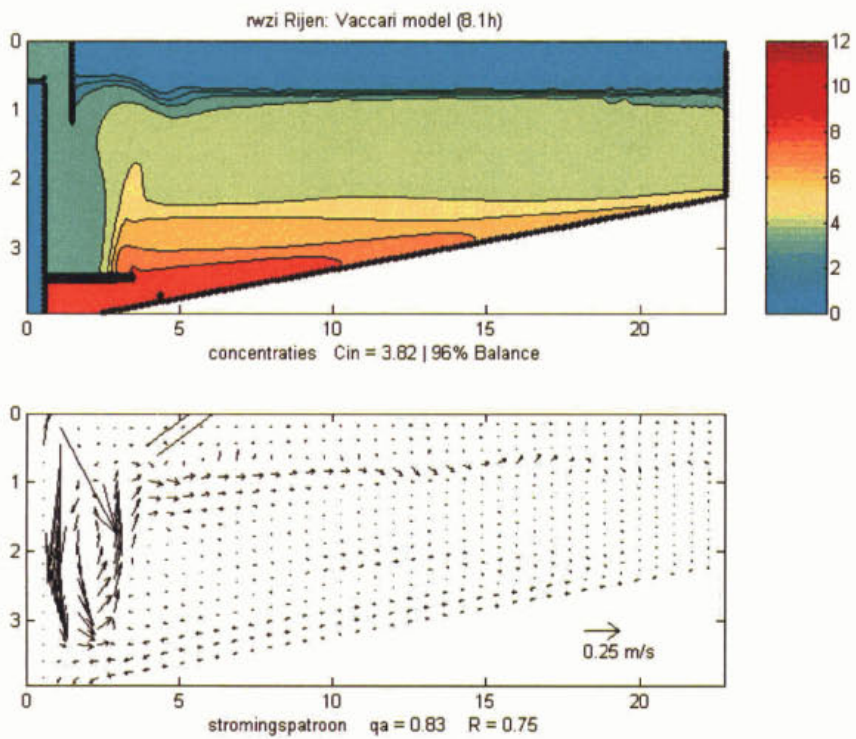 rwzi Rijen: Vaccari model (8.1h)
0
1
2
3
0 5 10 15 20
12
10
8
6
4
2
0
concentraties Cin = 3.82 | 96% Balance
0
1
2
3
0.25 m/s
0 5 10 15 20
stromingspatroon qa = 0.83 R = 0.75